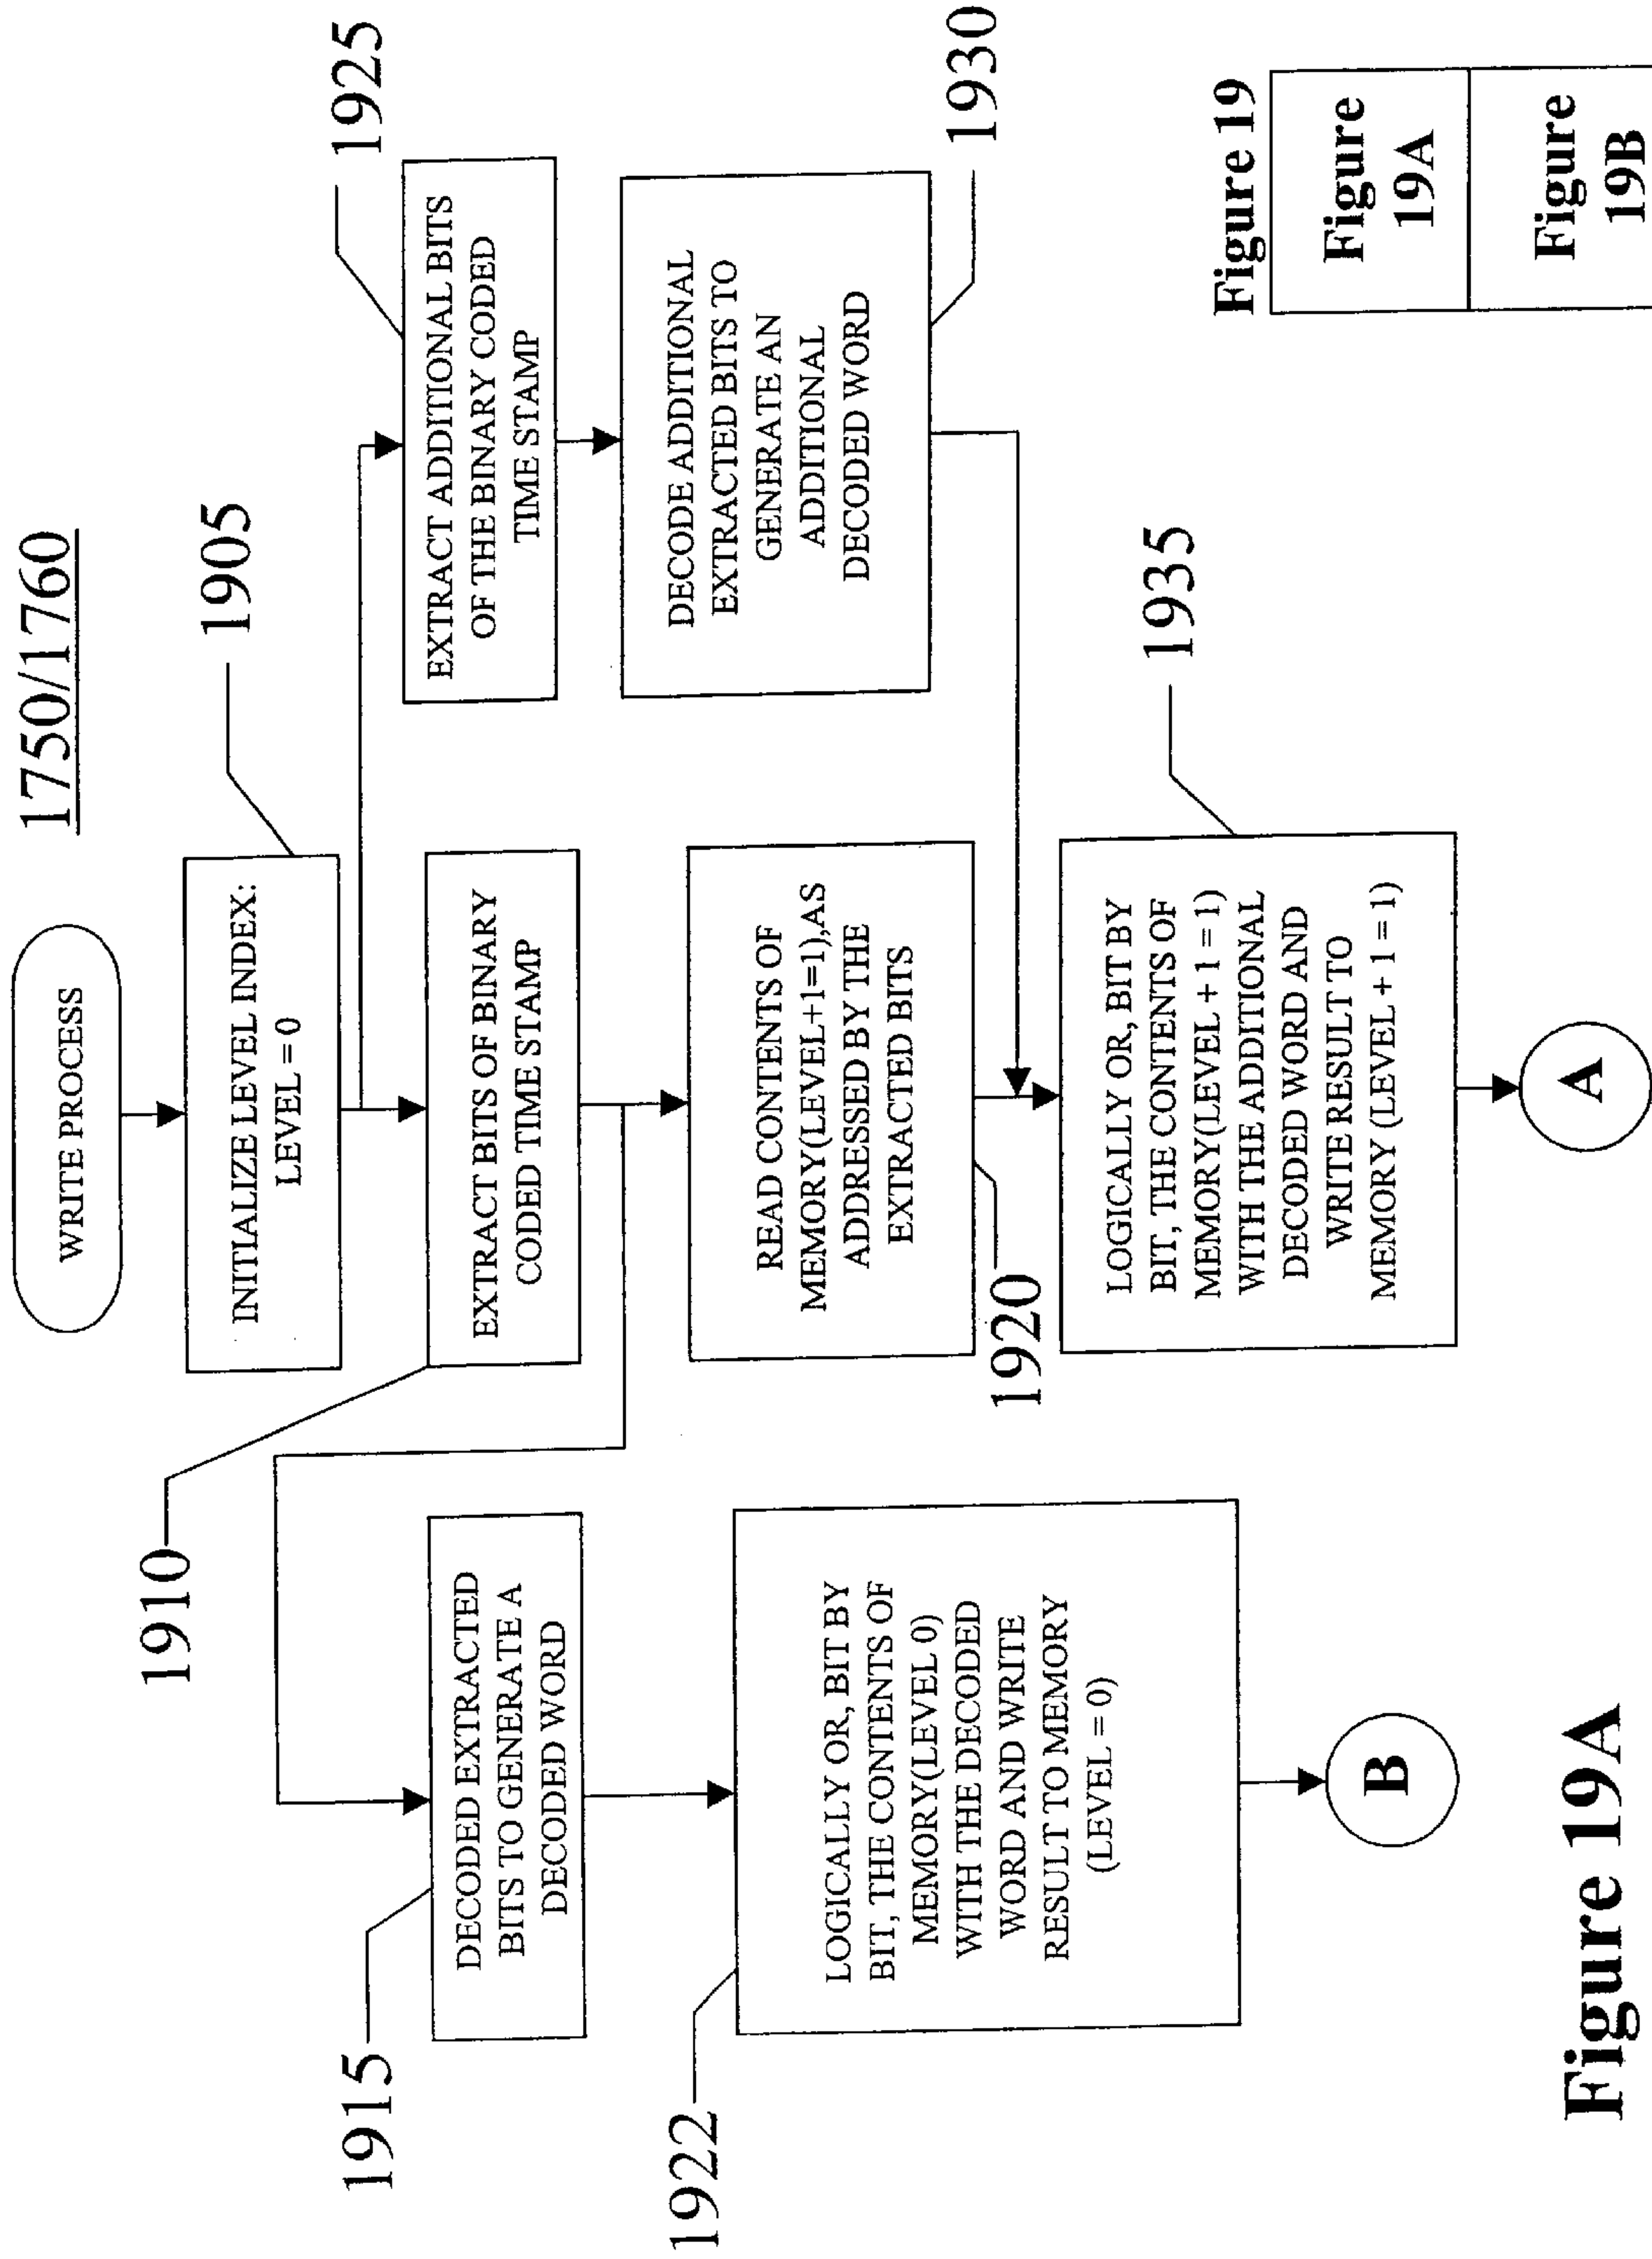 1750/1760
WRITE PROCESS
1905
INITIALIZE LEVEL INDEX:
LEVEL = 0
1910
EXTRACT BITS OF BINARY
CODED TIME STAMP
1925
EXTRACT ADDITIONAL BITS
OF THE BINARY CODED
TIME STAMP
1915
DECODED EXTRACTED
BITS TO GENERATE A
DECODED WORD
READ CONTENTS OF
MEMORY(LEVEL+1=1),AS
ADDRESSED BY THE
EXTRACTED BITS
1920
DECODE ADDITIONAL
EXTRACTED BITS TO
GENERATE AN
ADDITIONAL
DECODED WORD
1930
1922
LOGICALLY OR, BIT BY
BIT, THE CONTENTS OF
MEMORY(LEVEL 0)
WITH THE DECODED
WORD AND WRITE
RESULT TO MEMORY
(LEVEL = 0)
1935
LOGICALLY OR, BIT BY
BIT, THE CONTENTS OF
MEMORY(LEVEL + 1 = 1)
WITH THE ADDITIONAL
DECODED WORD AND
WRITE RESULT TO
MEMORY (LEVEL + 1 = 1)
B
A
Figure 19
Figure
19A
Figure
19B
Figure 19A